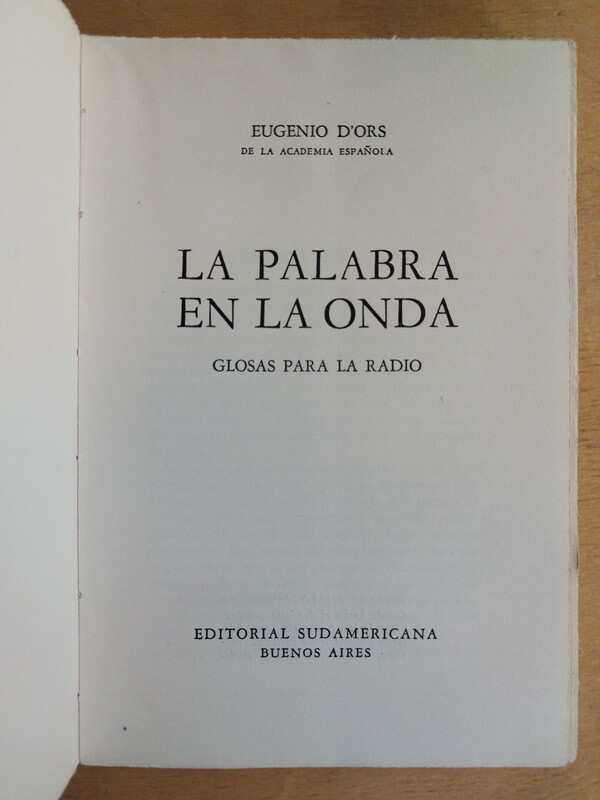 EUGENIO D'ORS
DE LA ACADEMIA ESPAÑOLA
LA PALABRA
EN LA ONDA
GLOSAS PARA LA RADIO
EDITORIAL SUDAMERICANA
BUENOS AIRES